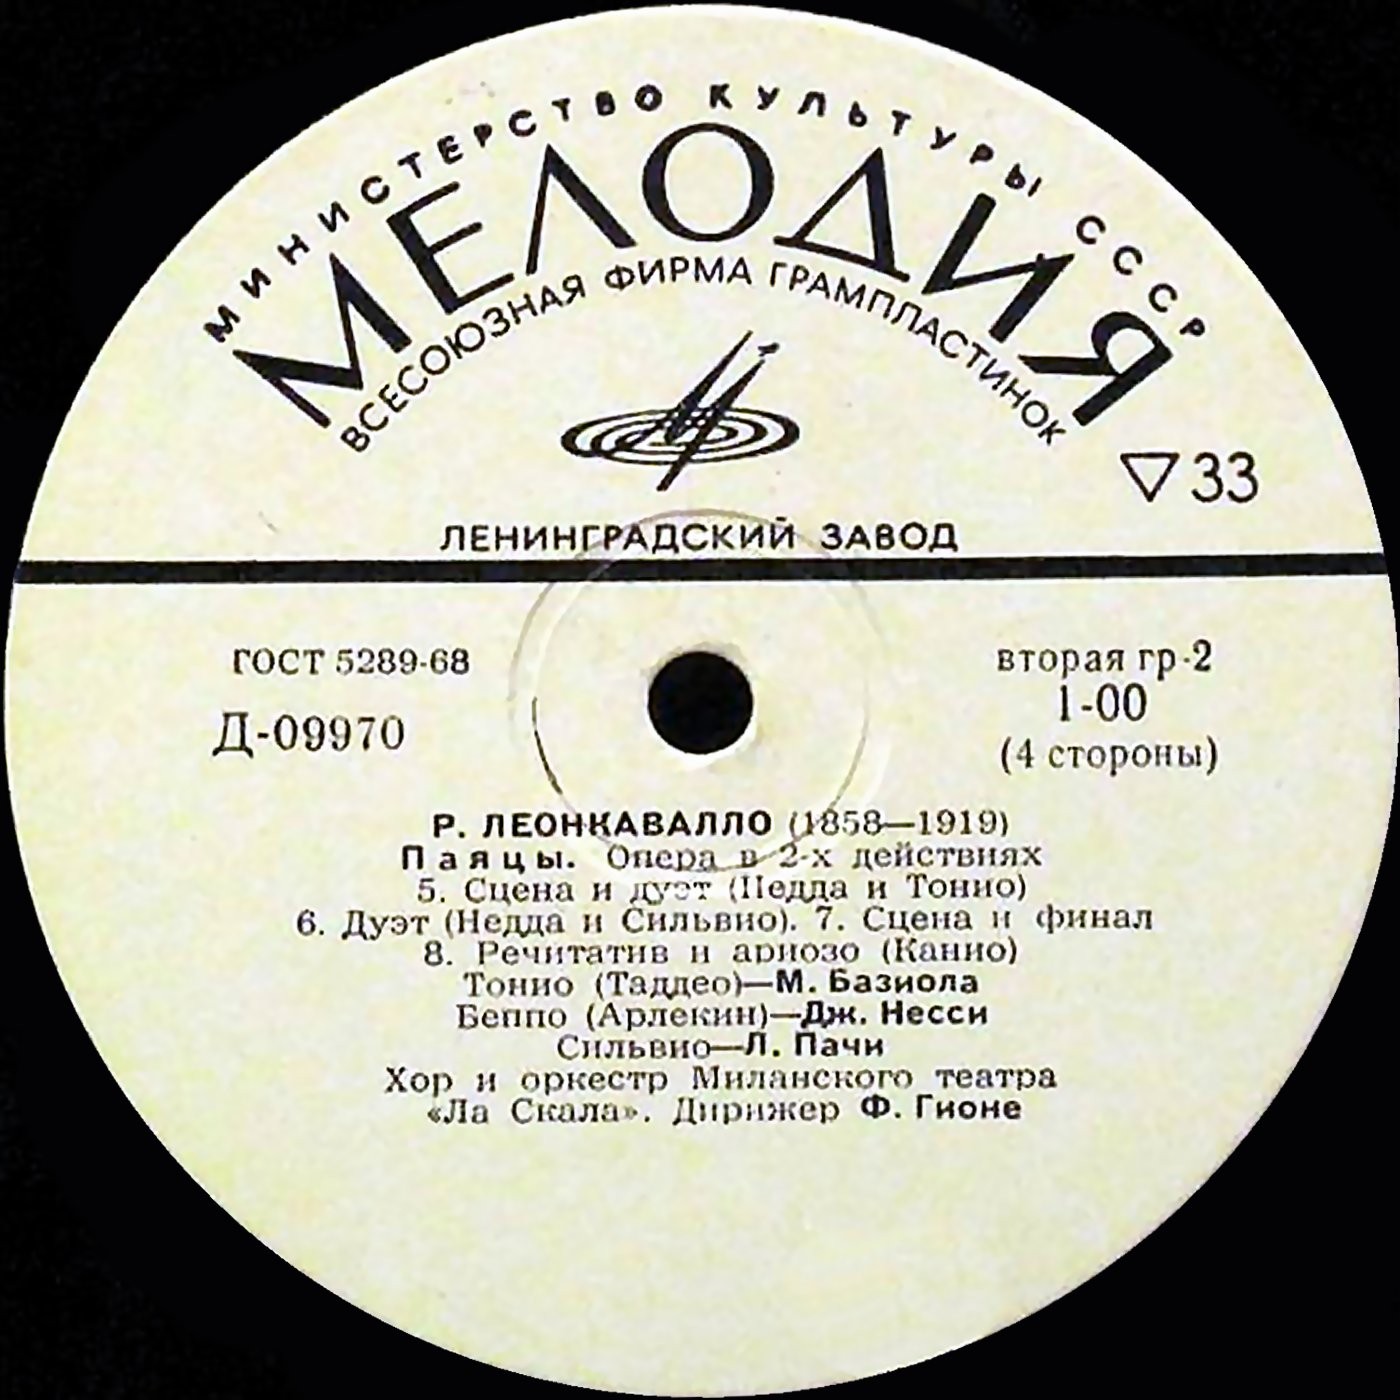 МИНИСТЕРСТВО КУЛЬТУРЫ СССР
МЕЛОДИЯ
ВСЕСОЮЗНАЯ ФИРМА ГРАМПЛАСТИНОК
▽33
ЛЕНИНГРАДСКИЙ ЗАВОД
ГОСТ 5289-68
вторая гр-2
Д-09970
1-00
(4 стороны)
Р. ЛЕОНКАВАЛЛО (1858—1919)
Паяцы. Опера в 2-х действиях
5. Сцена и дуэт (Недда и Тонио)
6. Дуэт (Недда и Сильвио). 7. Сцена и финал
8. Речитатив и ариозо (Канио)
Тонио (Таддео)—М. Базиола
Беппо (Арлекин)—Дж. Несси
Сильвио—Л. Пачи
Хор и оркестр Миланского театра
«Ла Скала». Дирижер Ф. Гионе